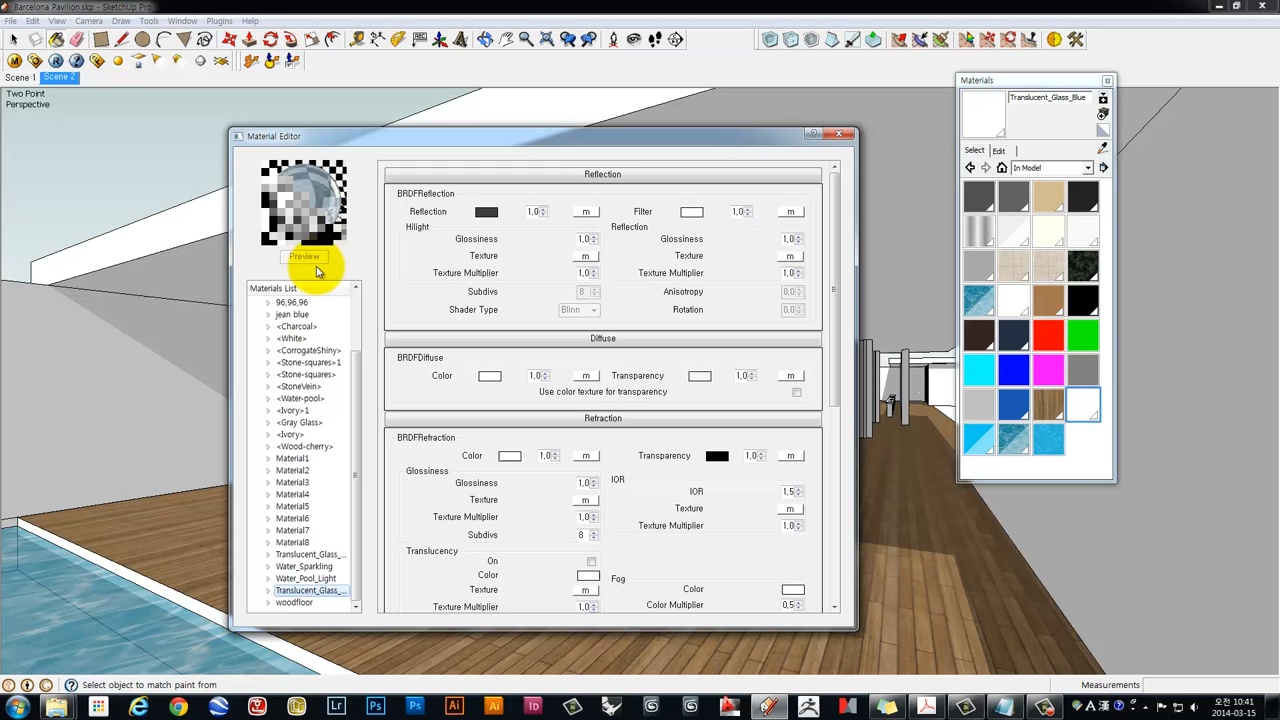 Barcelona Pavilion.skp - SketchUp Pro
File Edit View Camera Draw Tools Window Plugins Help
Scene 1 Scene 2
Two Point
Perspective
Material Editor
Preview
Materials List
96,96,96
jean blue
<Charcoal>
<White>
<CorrogateShiny>
<Stone-squares>1
<Stone-squares>
<StoneVein>
<Water-pool>
<Ivory>1
<Gray Glass>
<Ivory>
<Wood-cherry>
Material1
Material2
Material3
Material4
Material5
Material6
Material7
Material8
Translucent_Glass_...
Water_Sparkling
Water_Pool_Light
Translucent_Glass_...
woodfloor
Reflection
BRDFReflection
Reflection 1,0 m Filter 1,0 m
Hilight Reflection
Glossiness 1,0 Glossiness 1,0
Texture m Texture m
Texture Multiplier 1,0 Texture Multiplier 1,0
Subdivs 8 Anisotropy 0,0
Shader Type Blinn Rotation 0,0
Diffuse
BRDFDiffuse
Color 1,0 m Transparency 1,0 m
Use color texture for transparency
Refraction
BRDFRefraction
Color 1,0 m Transparency 1,0 m
Glossiness IOR
Glossiness 1,0 IOR 1,5
Texture m Texture m
Texture Multiplier 1,0 Texture Multiplier 1,0
Subdivs 8
Translucency
On
Color
Texture m
Texture Multiplier 1,0
Fog
Color
Color Multiplier 0,5
Materials
Translucent_Glass_Blue
Select Edit
In Model
Select object to match paint from
Measurements
오전 10:41
2014-03-15